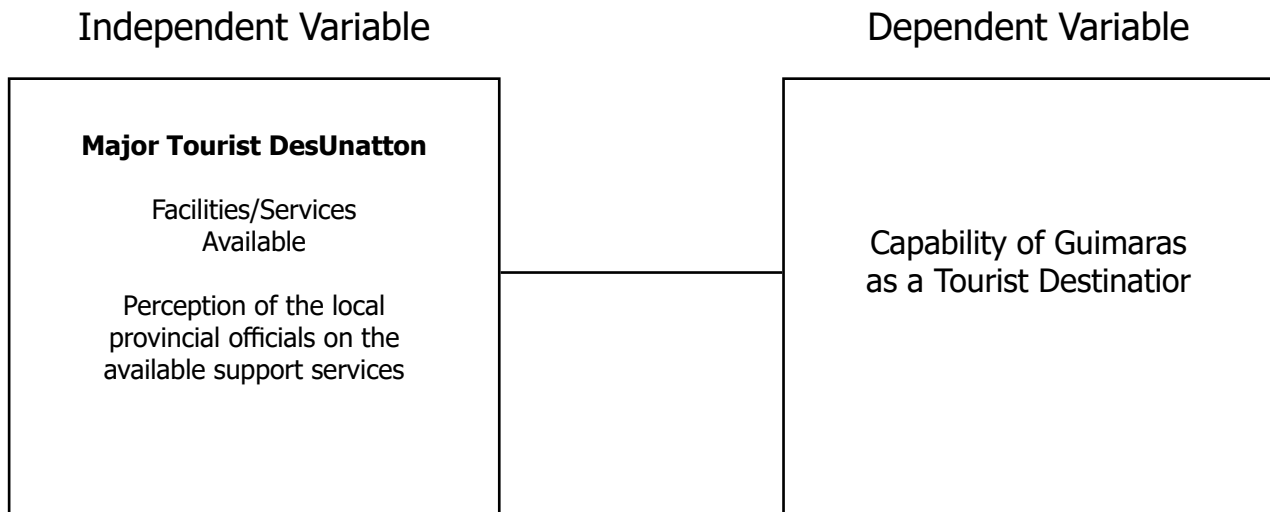 Independent Variable
Dependent Variable
Major Tourist DesUnatton
Facilities/Services
Available
Perception of the local
provincial officials on the
available support services
Capability of Guimaras
as a Tourist Destinatior